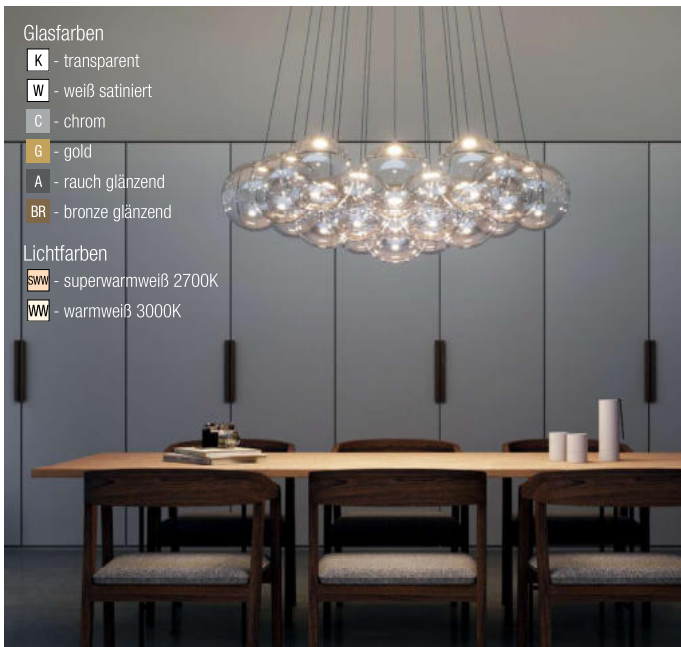 Glasfarben
K - transparent
W - weiß satiniert
C - chrom
G - gold
A - rauch glänzend
BR - bronze glänzend
Lichtfarben
SWW - superwarmweiß 2700K
WW - warmweiß 3000K